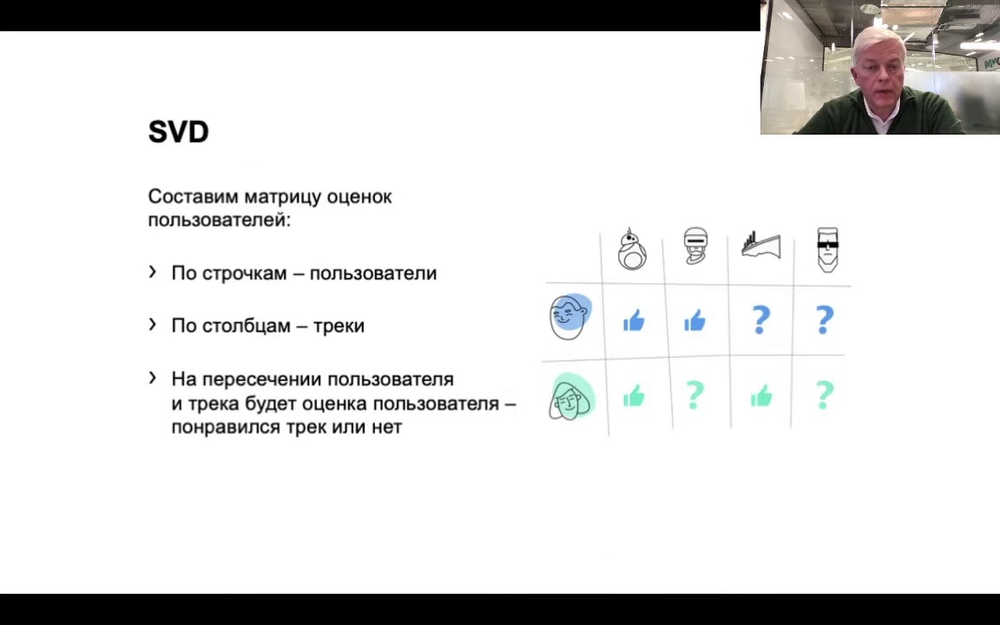 SVD
Составим матрицу оценок
пользователей:
› По строчкам – пользователи
› По столбцам – треки
› На пересечении пользователя
и трека будет оценка пользователя –
понравился трек или нет
? ?
? ?